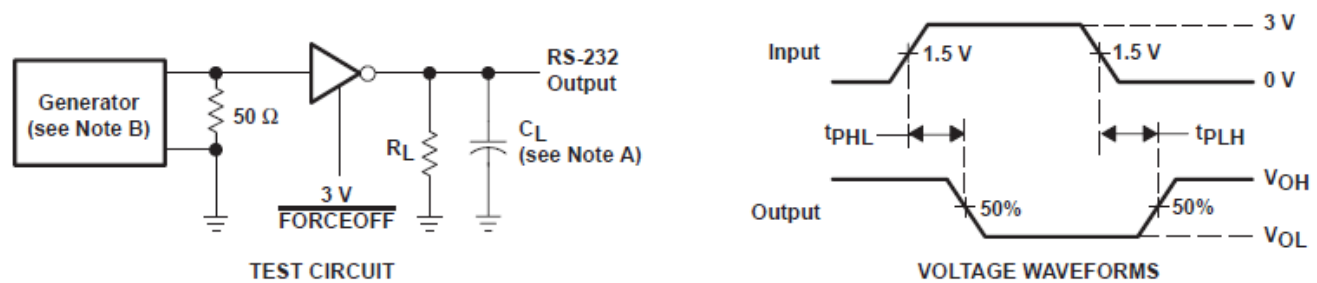 Generator
(see Note B)
50 Ω
3 V
FORCEOFF
RL
CL
(see Note A)
RS-232
Output
TEST CIRCUIT
Input
1.5 V
1.5 V
3 V
0 V
tPHL
tPLH
Output
50%
50%
VOH
VOL
VOLTAGE WAVEFORMS